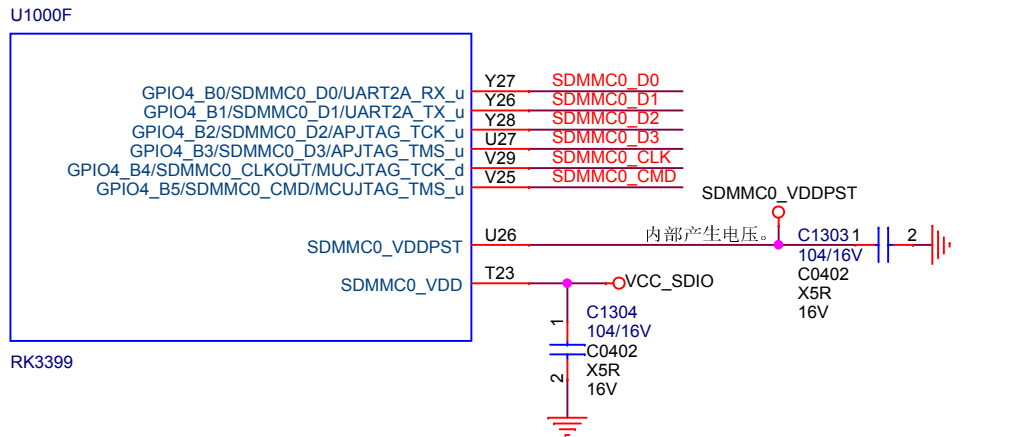 U1000F
GPIO4_B0/SDMMC0_D0/UART2A_RX_u Y27 SDMMC0_D0
GPIO4_B1/SDMMC0_D1/UART2A_TX_u Y26 SDMMC0_D1
GPIO4_B2/SDMMC0_D2/APJTAG_TCK_u Y28 SDMMC0_D2
GPIO4_B3/SDMMC0_D3/APJTAG_TMS_u U27 SDMMC0_D3
GPIO4_B4/SDMMC0_CLKOUT/MUCJTAG_TCK_d V29 SDMMC0_CLK
GPIO4_B5/SDMMC0_CMD/MCUJTAG_TMS_u V25 SDMMC0_CMD
SDMMC0_VDDPST
SDMMC0_VDDPST U26 内部产生电压。 C1303 1 2
104/16V
C0402
X5R
16V
SDMMC0_VDD T23 VCC_SDIO
1 C1304
104/16V
C0402
X5R
2 16V
RK3399